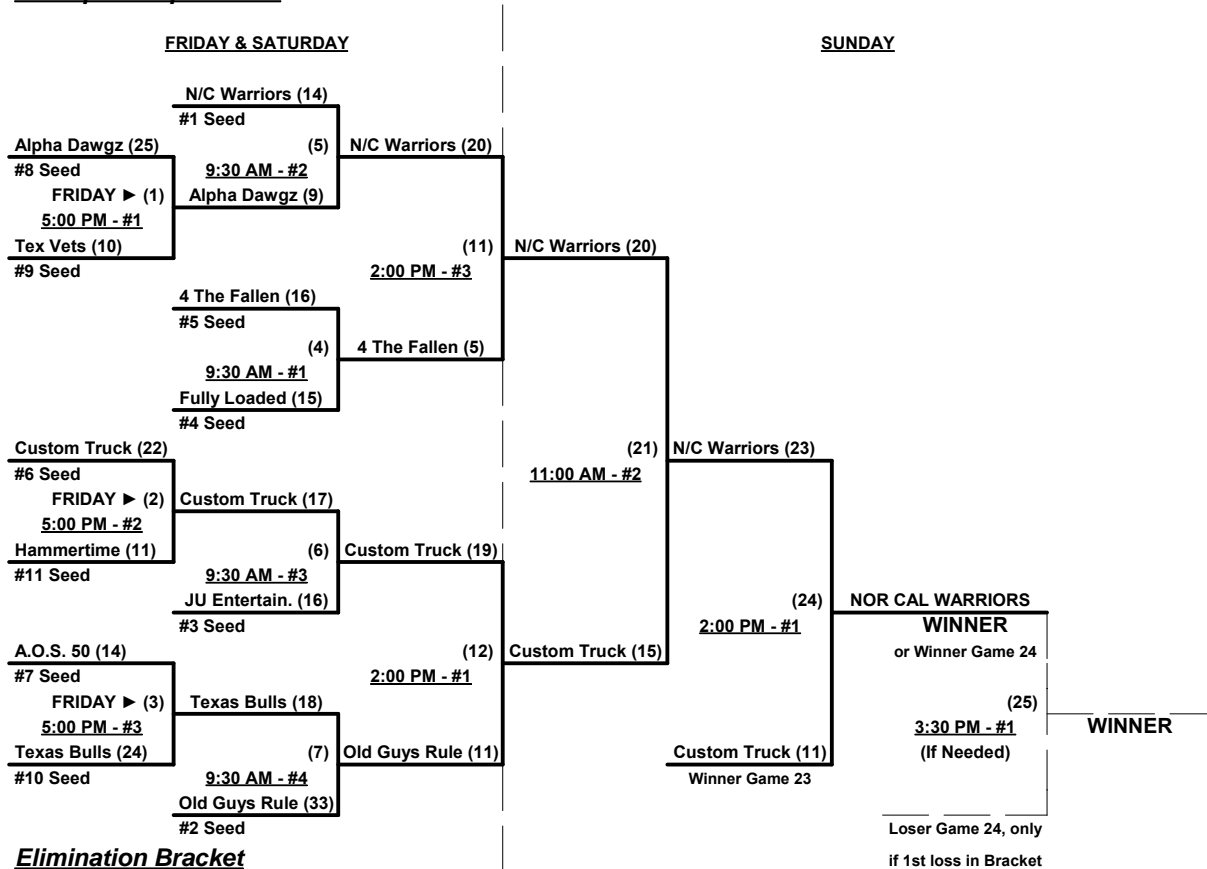 FRIDAY & SATURDAY
SUNDAY
N/C Warriors (14)
#1 Seed
Alpha Dawgz (25)
(5)
N/C Warriors (20)
#8 Seed
9:30 AM - #2
FRIDAY ► (1)
Alpha Dawgz (9)
5:00 PM - #1
Tex Vets (10)
(11)
N/C Warriors (20)
#9 Seed
2:00 PM - #3
4 The Fallen (16)
#5 Seed
(4)
4 The Fallen (5)
9:30 AM - #1
Fully Loaded (15)
#4 Seed
Custom Truck (22)
(21)
N/C Warriors (23)
#6 Seed
11:00 AM - #2
FRIDAY ► (2)
Custom Truck (17)
5:00 PM - #2
Hammertime (11)
(6)
Custom Truck (19)
#11 Seed
9:30 AM - #3
JU Entertain. (16)
(24)
NOR CAL WARRIORS
#3 Seed
2:00 PM - #1
WINNER
A.O.S. 50 (14)
(12)
Custom Truck (15)
or Winner Game 24
#7 Seed
2:00 PM - #1
FRIDAY ► (3)
Texas Bulls (18)
(25)
5:00 PM - #3
3:30 PM - #1
WINNER
Texas Bulls (24)
(7)
Old Guys Rule (11)
Custom Truck (11)
(If Needed)
#10 Seed
9:30 AM - #4
Winner Game 23
Old Guys Rule (33)
#2 Seed
Loser Game 24, only
Elimination Bracket
if 1st loss in Bracket